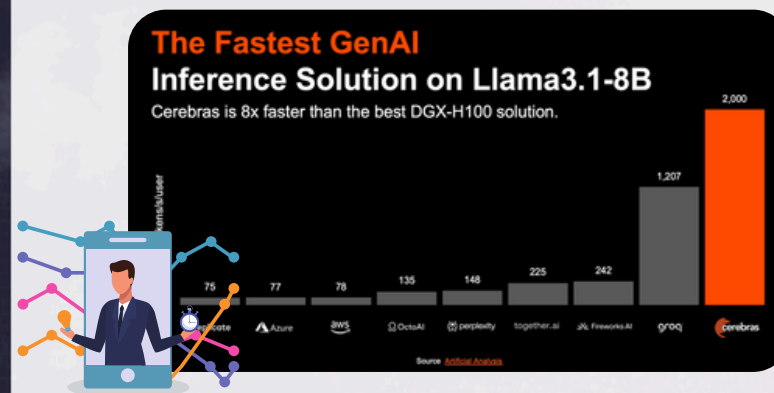 The Fastest GenAI
Inference Solution on Llama3.1-8B
Cerebras is 8x faster than the best DGX-H100 solution.
2,000
1,207
242
225
148
135
78
77
75
Azure
aws
OctoAI
perplexity
together.ai
Fireworks AI
groq
cerebras
Source Artificial Analysis